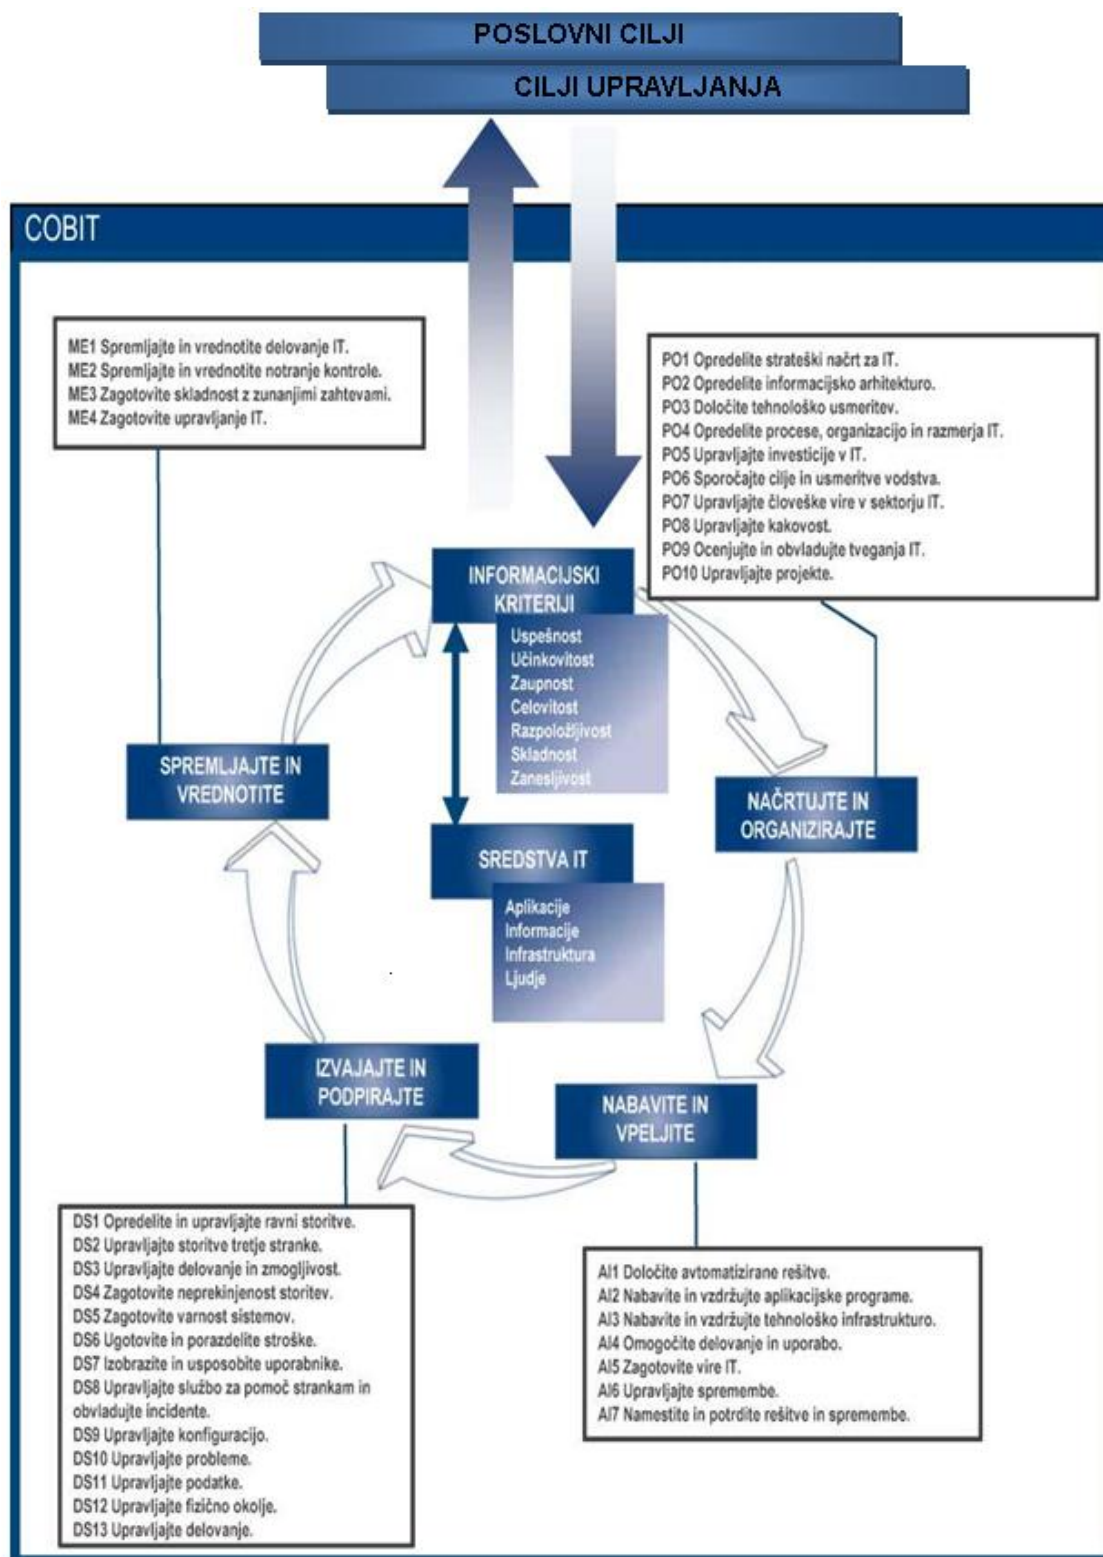 POSLOVNI CILJI
CILJI UPRAVLJANJA
COBIT
ME1 Spremljajte in vrednotite delovanje IT.
ME2 Spremljajte in vrednotite notranje kontrole.
ME3 Zagotovite skladnost z zunanjimi zahtevami.
ME4 Zagotovite upravljanje IT.
PO1 Opredelite strateški načrt za IT.
PO2 Opredelite informacijsko arhitekturo.
PO3 Določite tehnološko usmeritev.
PO4 Opredelite procese, organizacijo in razmerja IT.
PO5 Upravljajte investicije v IT.
PO6 Sporočajte cilje in usmeritve vodstva.
PO7 Upravljajte človeške vire v sektorju IT.
PO8 Upravljajte kakovost.
PO9 Ocenjujte in obvladujte tveganja IT.
PO10 Upravljajte projekte.
INFORMACIJSKI
KRITERIJI
Uspešnost
Učinkovitost
Zaupnost
Celovitost
Razpoložljivost
Skladnost
Zanesljivost
SPREMLJAJTE IN
VREDNOTITE
NAČRTUJTE IN
ORGANIZIRAJTE
SREDSTVA IT
Aplikacije
Informacije
Infrastruktura
Ljudje
IZVAJAJTE IN
PODPIRAJTE
NABAVITE IN
VPELJITE
DS1 Opredelite in upravljajte ravni storitve.
DS2 Upravljajte storitve tretje stranke.
DS3 Upravljajte delovanje in zmogljivost.
DS4 Zagotovite neprekinjenost storitev.
DS5 Zagotovite varnost sistemov.
DS6 Ugotovite in porazdelite stroške.
DS7 Izobrazite in usposobite uporabnike.
DS8 Upravljajte službo za pomoč strankam in
obvladujte incidente.
DS9 Upravljajte konfiguracijo.
DS10 Upravljajte probleme.
DS11 Upravljajte podatke.
DS12 Upravljajte fizično okolje.
DS13 Upravljajte delovanje.
AI1 Določite avtomatizirane rešitve.
AI2 Nabavite in vzdržujte aplikacijske programe.
AI3 Nabavite in vzdržujte tehnološko infrastrukturo.
AI4 Omogočite delovanje in uporabo.
AI5 Zagotovite vire IT.
AI6 Upravljajte spremembe.
AI7 Namestite in potrdite rešitve in spremembe.